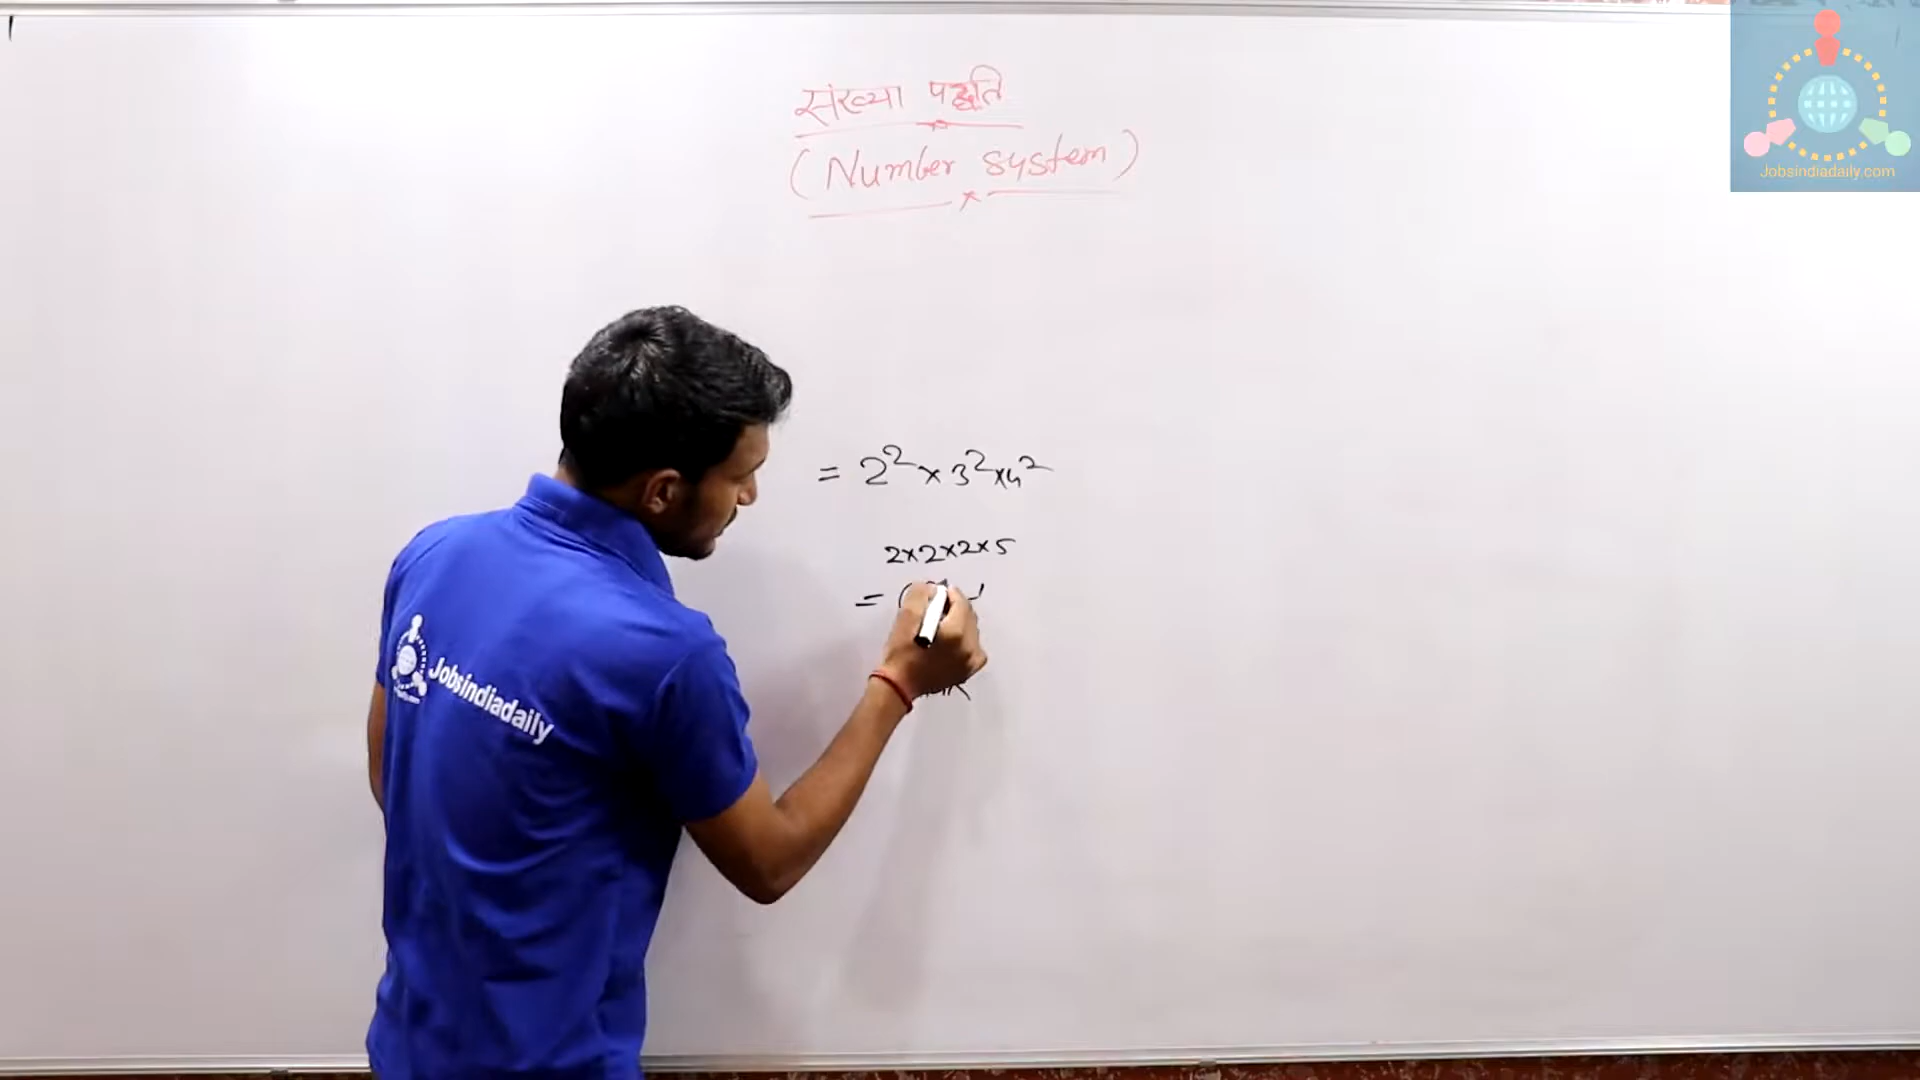 संख्या पद्धति
(Number system)
Jobsindiadaily.com
= 2² × 3² × 4²
2×2×2×5
=
Jobsindiadaily